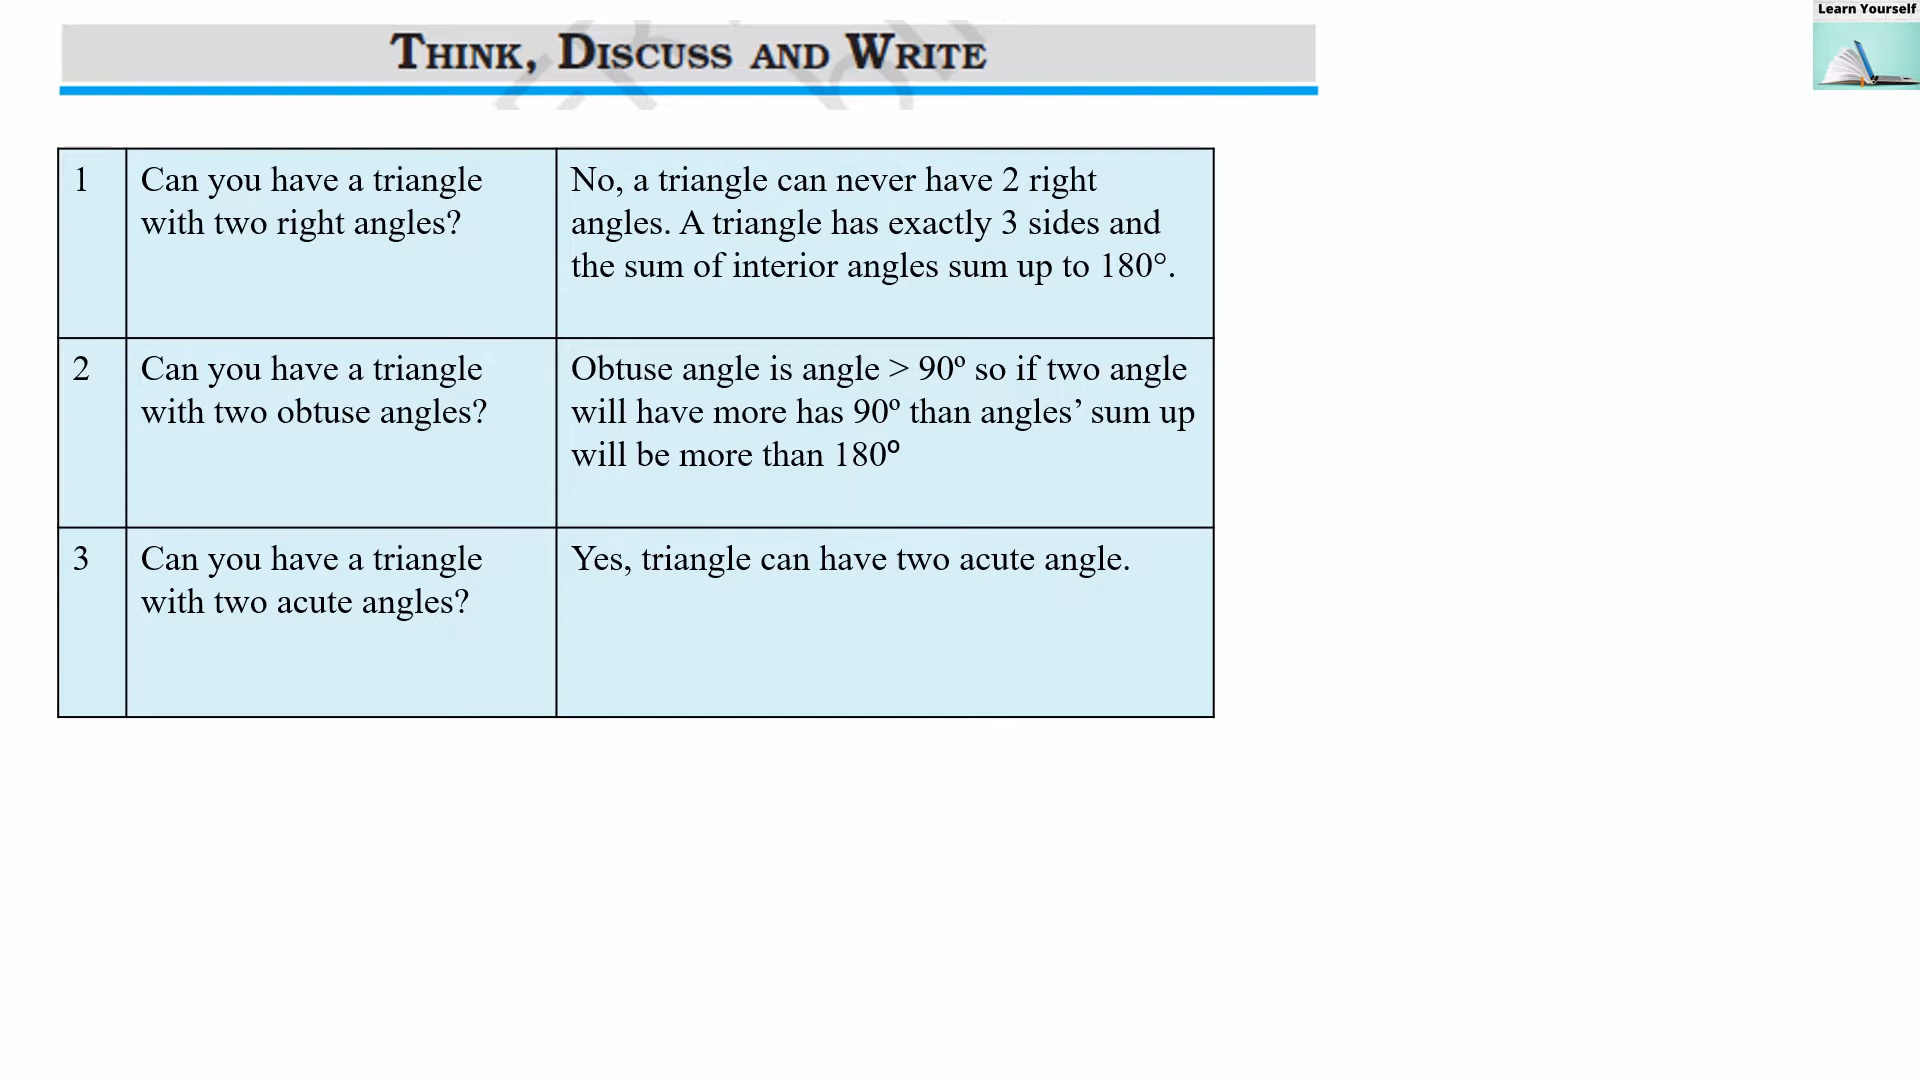 Learn Yourself
THINK, DISCUSS AND WRITE
1
Can you have a triangle
with two right angles?
No, a triangle can never have 2 right
angles. A triangle has exactly 3 sides and
the sum of interior angles sum up to 180°.
2
Can you have a triangle
with two obtuse angles?
Obtuse angle is angle > 90º so if two angle
will have more has 90º than angles’ sum up
will be more than 180º
3
Can you have a triangle
with two acute angles?
Yes, triangle can have two acute angle.